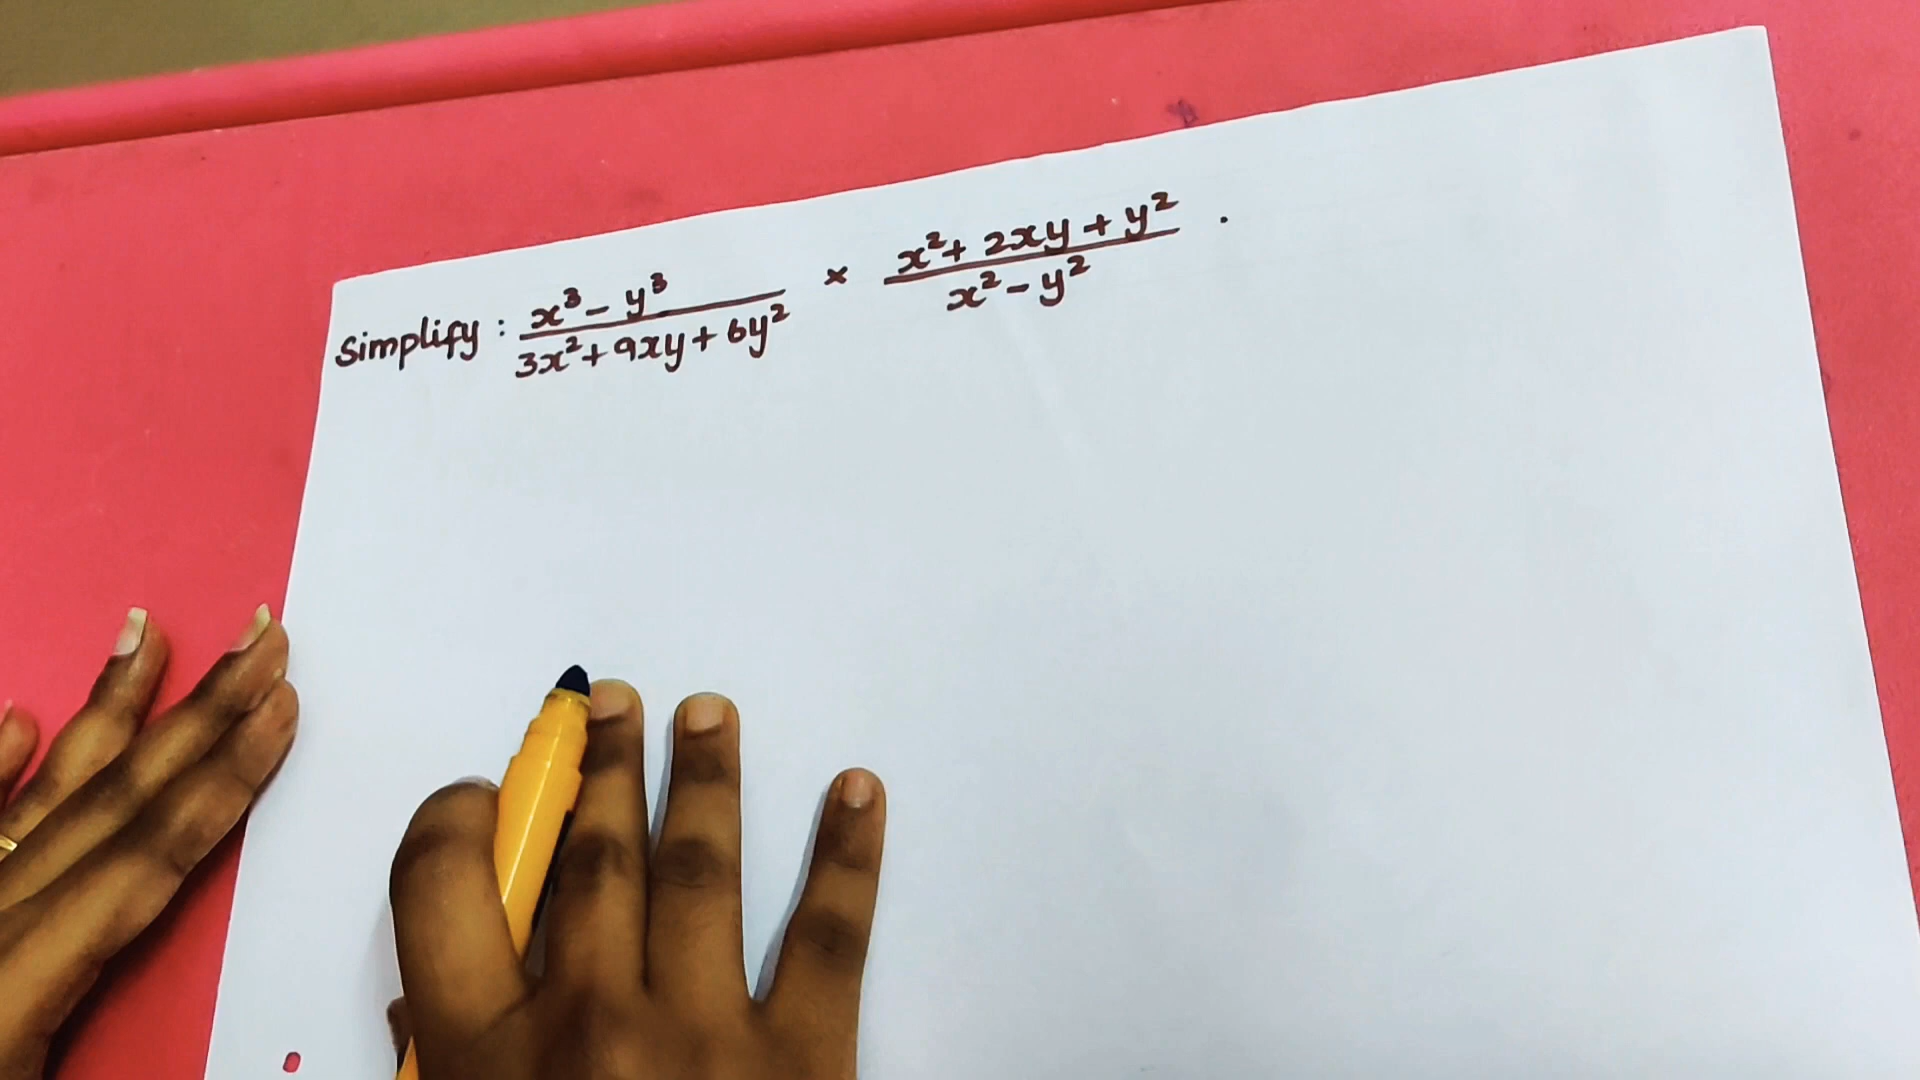 Simplify : x³ - y³ / 3x² + 9xy + 6y² × x² + 2xy + y² / x² - y² .